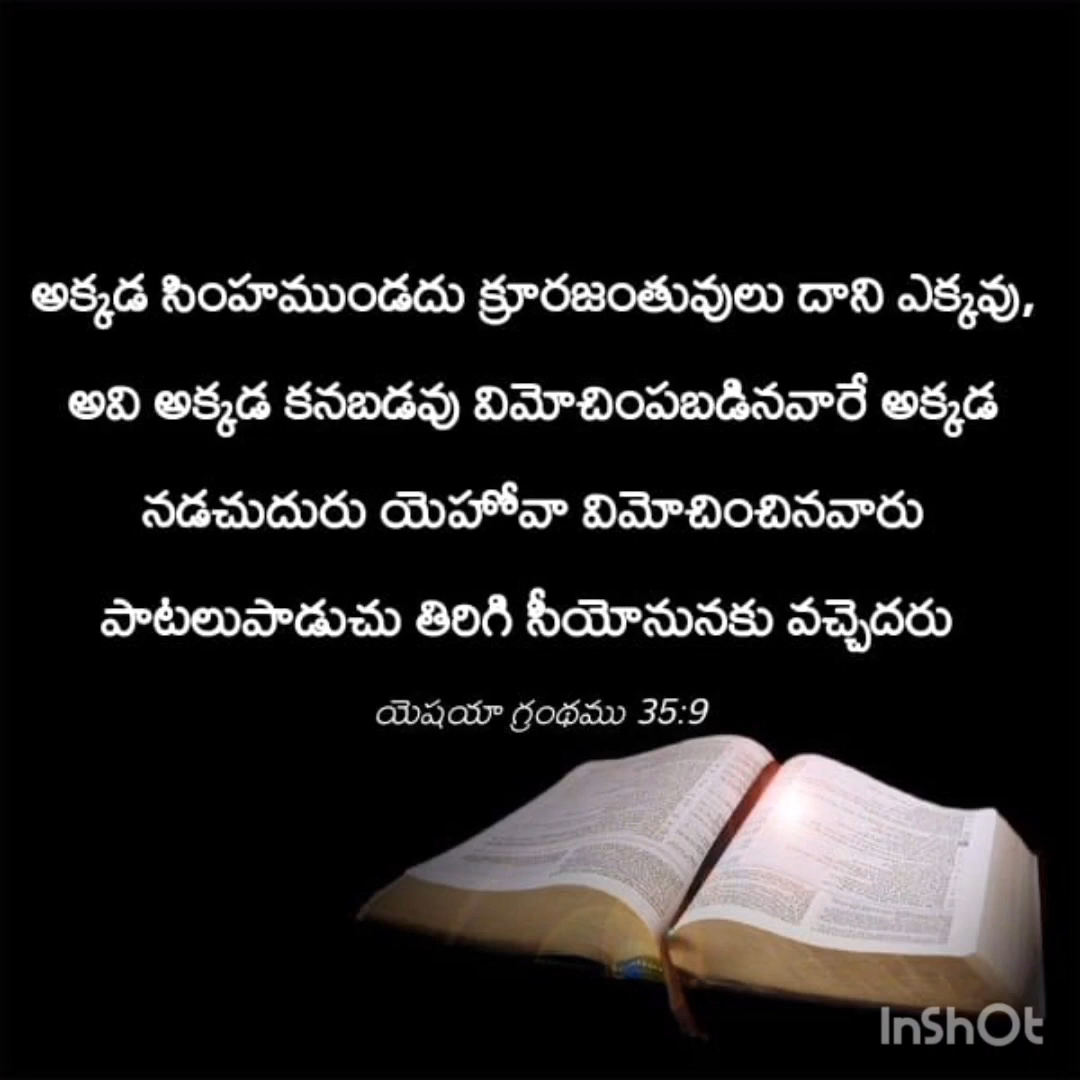 అక్కడ సింహముండదు క్రూరజంతువులు దాని ఎక్కవు,
అవి అక్కడ కనబడవు విమోచింపబడినవారే అక్కడ
నడచుదురు యెహోవా విమోచించినవారు
పాటలుపాడుచు తిరిగి సీయోనునకు వచ్చెదరు
యెషయా గ్రంథము 35:9
InShOt